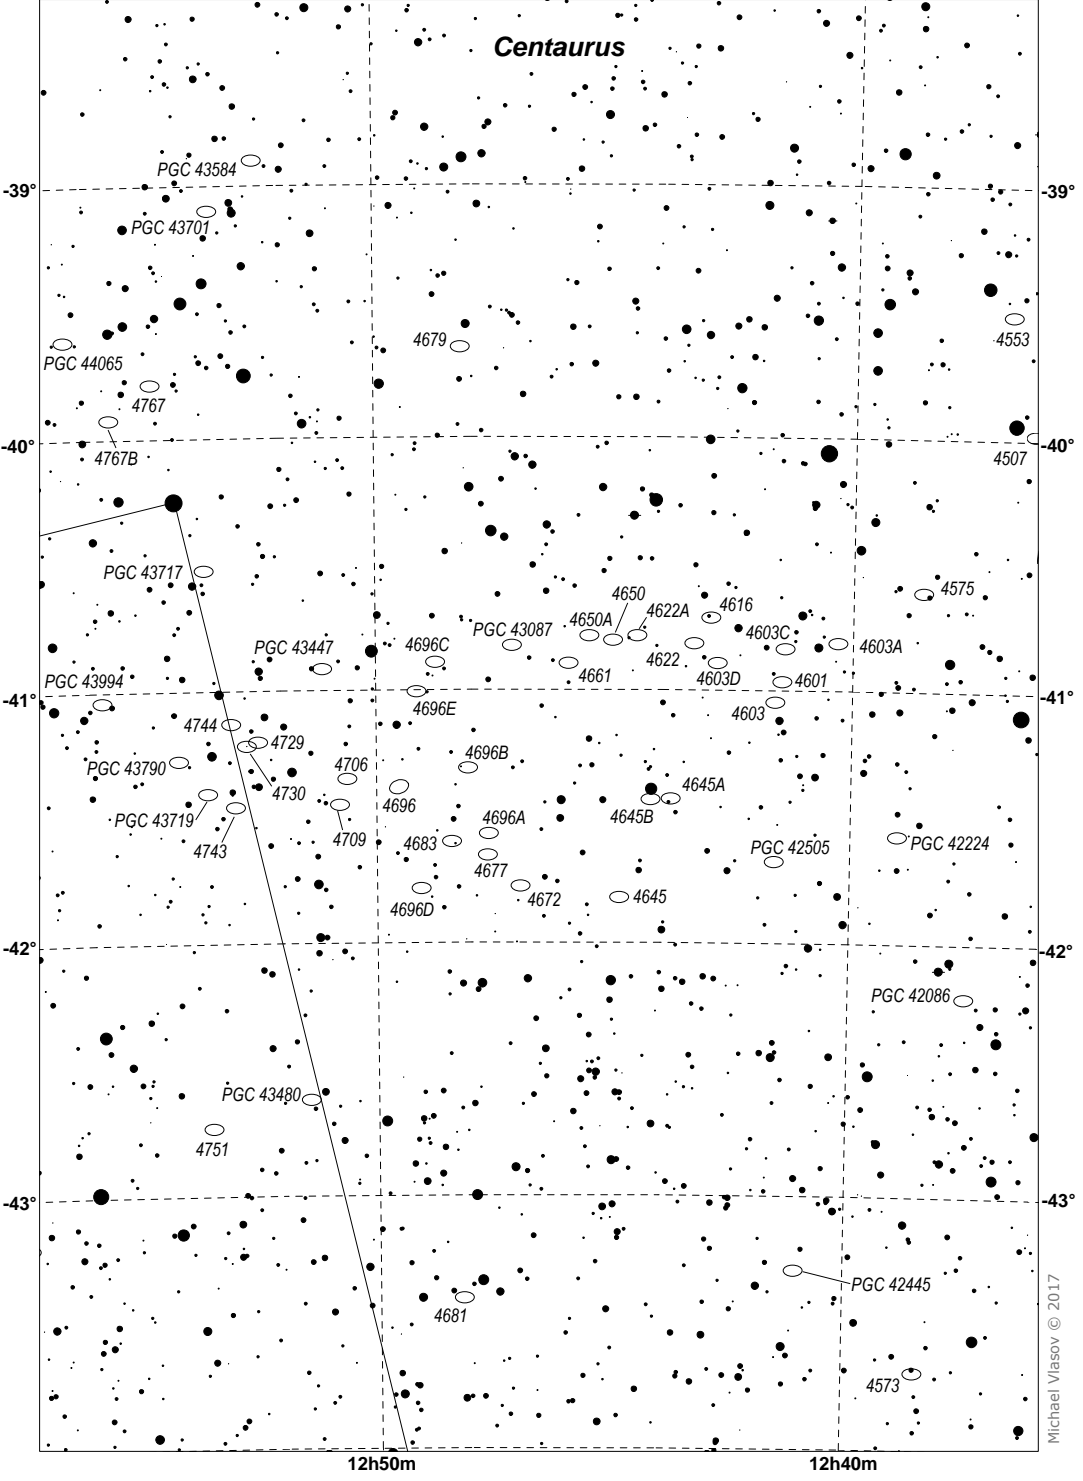 Centaurus
PGC 43584
-39°
-39°
PGC 43701
4679
4553
PGC 44065
4767
-40°
-40°
4767B
4507
PGC 43717
4575
4650
4616
4650A
4622A
4603C
PGC 43447
4696C
PGC 43087
4603A
4622
4661
4603D
4601
PGC 43994
-41°
-41°
4696E
4603
4744
4729
4696B
PGC 43790
4706
4645A
4730
4696
PGC 43719
4696A
4645B
4743
4709
4683
PGC 42505
PGC 42224
4677
4696D
4672
4645
-42°
-42°
PGC 42086
PGC 43480
4751
-43°
-43°
PGC 42445
4681
4573
Michael Vlasov © 2017
12h50m
12h40m